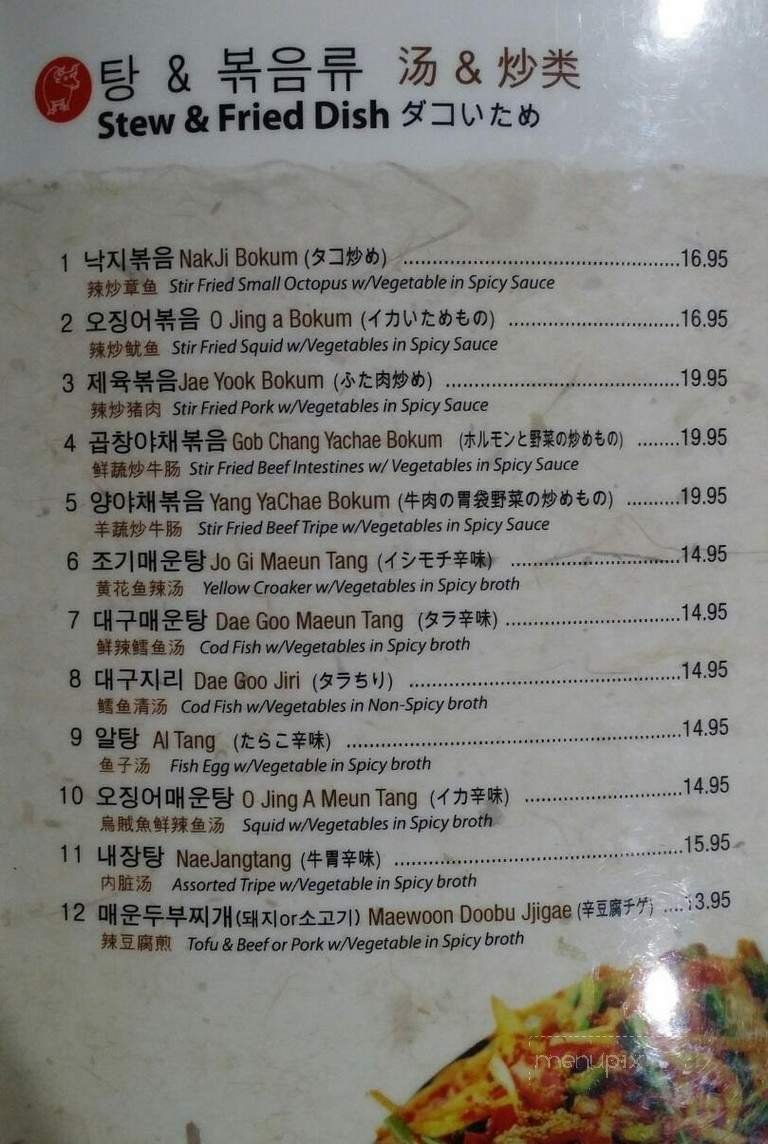 탕 & 볶음류 汤 & 炒类
Stew & Fried Dish ダコいため
1 낙지볶음 NakJi Bokum (タコ炒め) ........................................16.95
辣炒章鱼 Stir Fried Small Octopus w/Vegetable in Spicy Sauce
2 오징어볶음 O Jing a Bokum (イカいためもの) ........................16.95
辣炒鱿鱼 Stir Fried Squid w/Vegetables in Spicy Sauce
3 제육볶음 Jae Yook Bokum (ふた肉炒め) ..................................19.95
辣炒猪肉 Stir Fried Pork w/Vegetables in Spicy Sauce
4 곱창야채볶음 Gob Chang Yachae Bokum (ホルモンと野菜の炒めもの) ........19.95
鲜蔬炒牛肠 Stir Fried Beef Intestines w/ Vegetables in Spicy Sauce
5 양야채볶음 Yang YaChae Bokum (牛肉の胃袋野菜の炒めもの) ..........19.95
羊蔬炒牛肠 Stir Fried Beef Tripe w/Vegetables in Spicy Sauce
6 조기매운탕 Jo Gi Maeun Tang (イシモチ辛味) ........................14.95
黄花鱼辣汤 Yellow Croaker w/Vegetables in Spicy broth
7 대구매운탕 Dae Goo Maeun Tang (タラ辛味) .........................14.95
鲜辣鳕鱼汤 Cod Fish w/Vegetables in Spicy broth
8 대구지리 Dae Goo Jiri (タラちり) .......................................14.95
鳕鱼清汤 Cod Fish w/Vegetables in Non-Spicy broth
9 알탕 Al Tang (たらこ辛味) ................................................14.95
鱼子汤 Fish Egg w/Vegetable in Spicy broth
10 오징어매운탕 O Jing A Meun Tang (イカ辛味) ......................14.95
烏賊魚鮮辣鱼汤 Squid w/Vegetables in Spicy broth
11 내장탕 NaeJangtang (牛胃辛味) .........................................15.95
内脏汤 Assorted Tripe w/Vegetable in Spicy broth
12 매운두부찌개(돼지or소고기) Maewoon Doobu Jjigae (辛豆腐チゲ) ....13.95
辣豆腐煎 Tofu & Beef or Pork w/Vegetable in Spicy broth
menupix